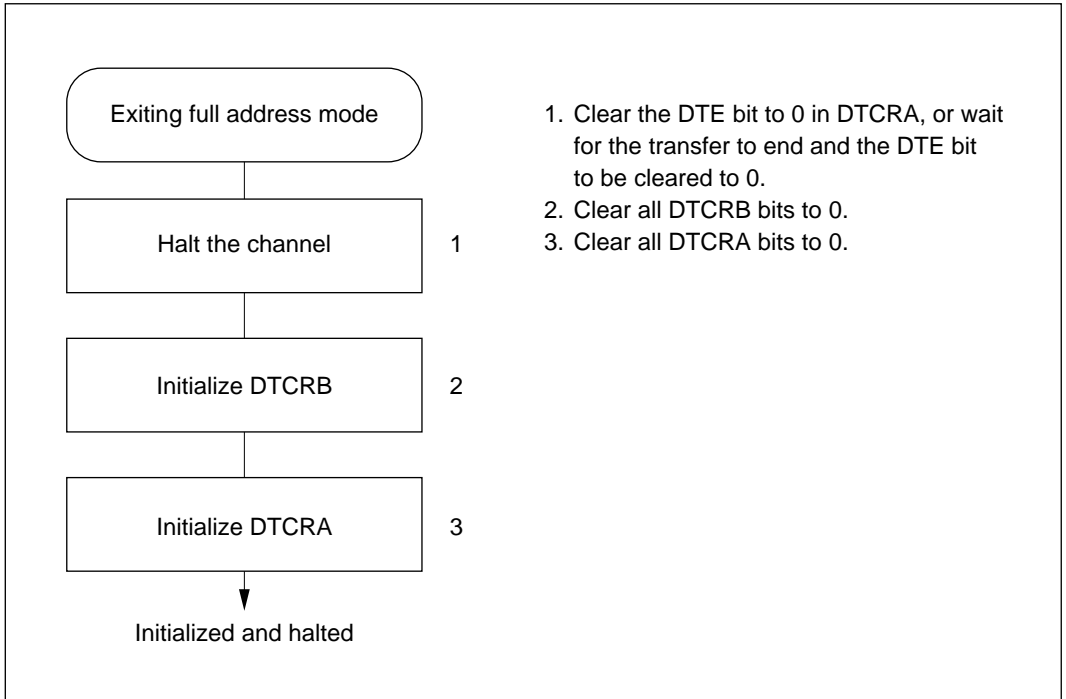 Exiting full address mode
Halt the channel
1
Initialize DTCRB
2
Initialize DTCRA
3
Initialized and halted
1. Clear the DTE bit to 0 in DTCRA, or wait
for the transfer to end and the DTE bit
to be cleared to 0.
2. Clear all DTCRB bits to 0.
3. Clear all DTCRA bits to 0.